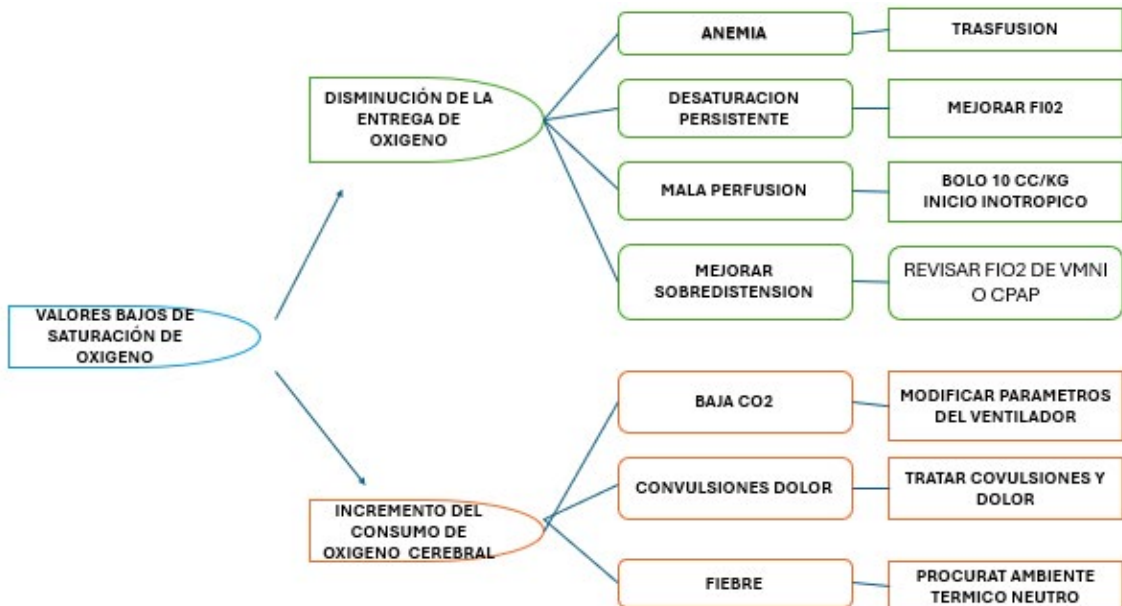 ANEMIA
TRASFUSION
DISMINUCIÓN DE LA
ENTREGA DE
OXIGENO
DESATURACION
PERSISTENTE
MEJORAR FI02
MALA PERFUSION
BOLO 10 CC/KG
INICIO INOTROPICO
MEJORAR
SOBREDISTENSION
REVISAR FIO2 DE VMNI
O CPAP
VALORES BAJOS DE
SATURACIÓN DE
OXIGENO
BAJA CO2
MODIFICAR PARAMETROS
DEL VENTILADOR
CONVULSIONES DOLOR
TRATAR COVULSIONES Y
DOLOR
INCREMENTO DEL
CONSUMO DE
OXIGENO CEREBRAL
FIEBRE
PROCURAT AMBIENTE
TERMICO NEUTRO